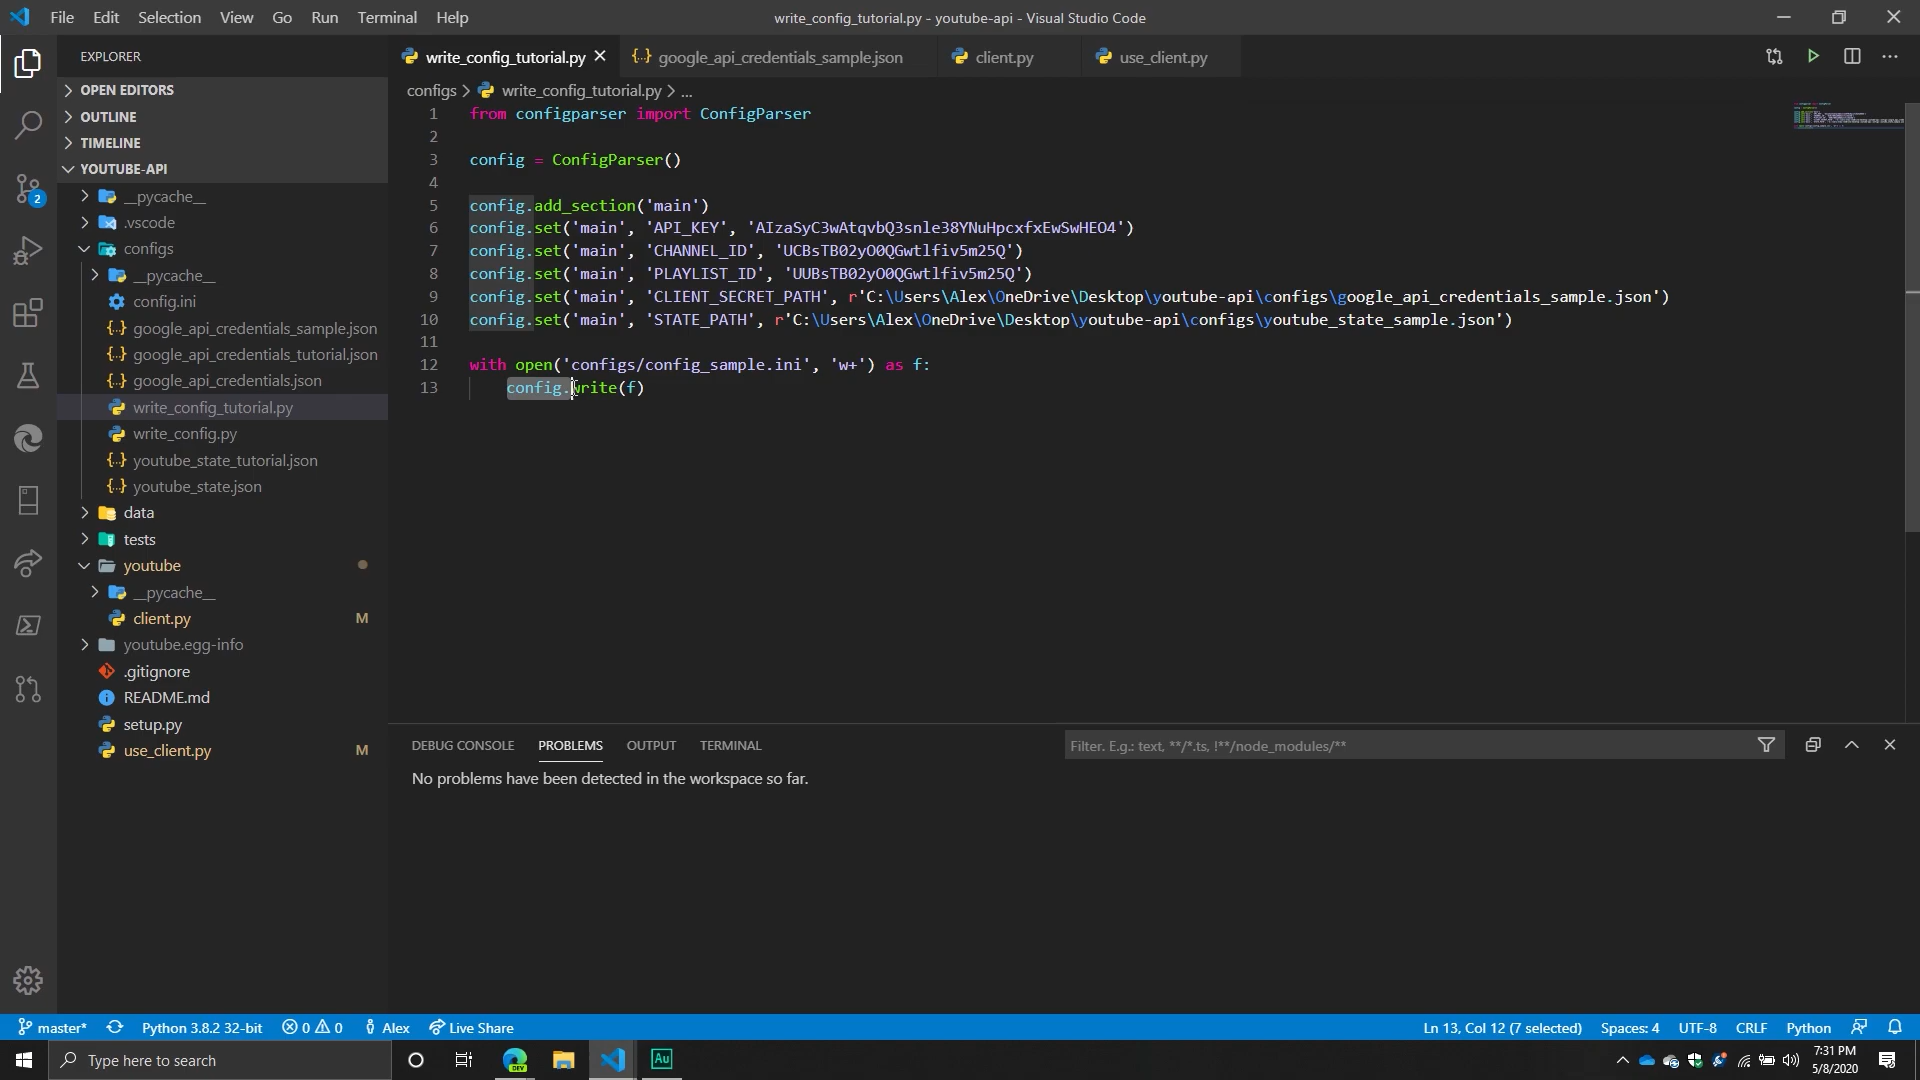 File Edit Selection View Go Run Terminal Help
write_config_tutorial.py - youtube-api - Visual Studio Code
EXPLORER
OPEN EDITORS
OUTLINE
TIMELINE
YOUTUBE-API
__pycache__
.vscode
configs
__pycache__
config.ini
google_api_credentials_sample.json
google_api_credentials_tutorial.json
google_api_credentials.json
write_config_tutorial.py
write_config.py
youtube_state_tutorial.json
youtube_state.json
data
tests
youtube
__pycache__
client.py M
youtube.egg-info
.gitignore
README.md
setup.py
use_client.py M
2
write_config_tutorial.py google_api_credentials_sample.json client.py use_client.py
configs > write_config_tutorial.py > ...
1 from configparser import ConfigParser
2
3 config = ConfigParser()
4
5 config.add_section('main')
6 config.set('main', 'API_KEY', 'AIzaSyC3wAtqvbQ3snle38YNuHpcxfxEwSwHEO4')
7 config.set('main', 'CHANNEL_ID', 'UCBsTB02yO0QGwtlfiv5m25Q')
8 config.set('main', 'PLAYLIST_ID', 'UUBsTB02yO0QGwtlfiv5m25Q')
9 config.set('main', 'CLIENT_SECRET_PATH', r'C:\Users\Alex\OneDrive\Desktop\youtube-api\configs\google_api_credentials_sample.json')
10 config.set('main', 'STATE_PATH', r'C:\Users\Alex\OneDrive\Desktop\youtube-api\configs\youtube_state_sample.json')
11
12 with open('configs/config_sample.ini', 'w+') as f:
13 config.write(f)
DEBUG CONSOLE PROBLEMS OUTPUT TERMINAL
Filter. E.g.: text, **/*.ts, !**/node_modules/**
No problems have been detected in the workspace so far.
master* Python 3.8.2 32-bit 0 0 Alex Live Share
Ln 13, Col 12 (7 selected) Spaces: 4 UTF-8 CRLF Python
Type here to search
DEV
Au
7:31 PM
5/8/2020